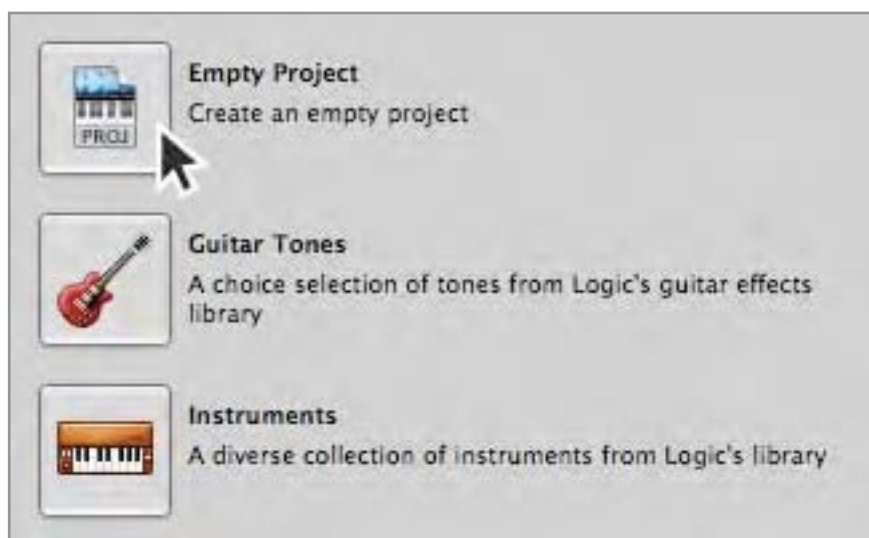 Empty Project
Create an empty project
PROJ
Guitar Tones
A choice selection of tones from Logic's guitar effects
library
Instruments
A diverse collection of instruments from Logic's library